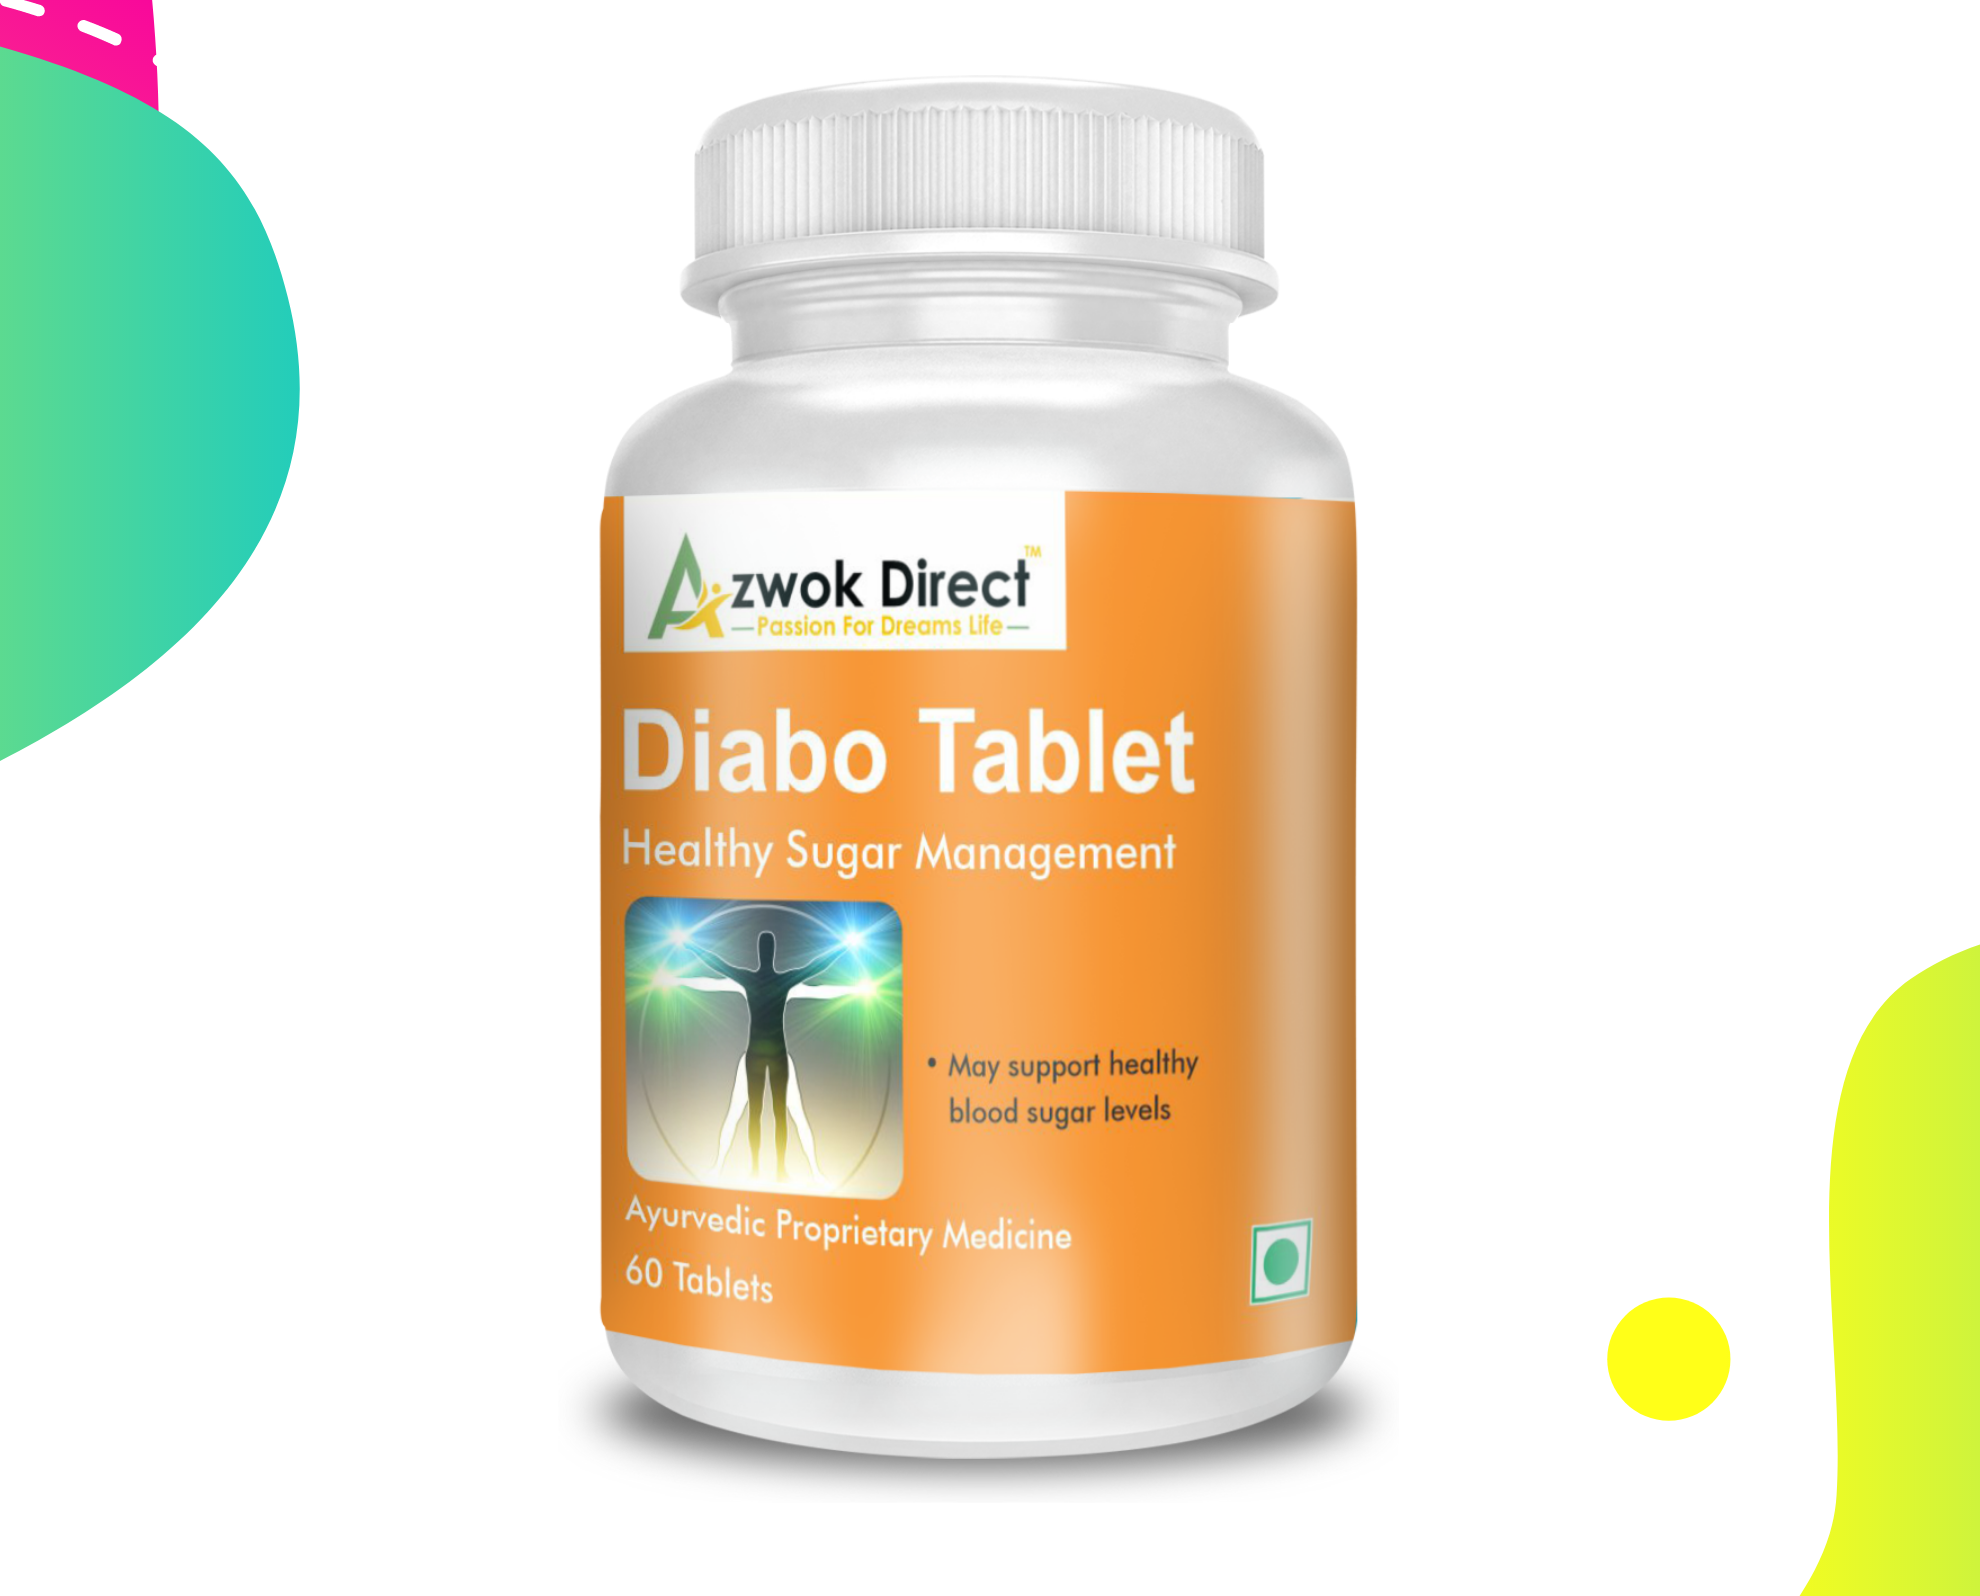 Azwok Direct™
Passion For Dreams Life
Diabo Tablet
Healthy Sugar Management
• May support healthy
blood sugar levels
Ayurvedic Proprietary Medicine
60 Tablets